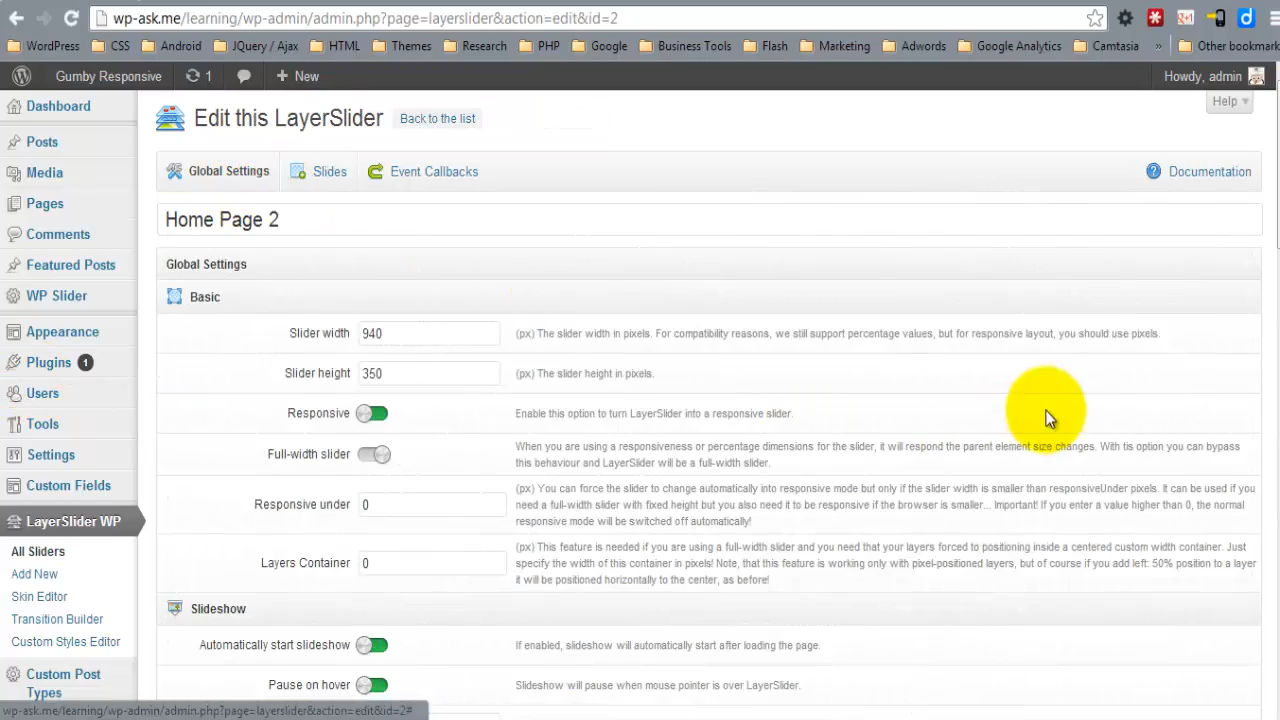 wp-ask.me/learning/wp-admin/admin.php?page=layerslider&action=edit&id=2
WordPress CSS Android JQuery / Ajax HTML Themes Research PHP Google Business Tools Flash Marketing Adwords Google Analytics Camtasia » Other bookmark
Gumby Responsive 1 + New Howdy, admin
Help
Dashboard
Posts
Media
Pages
Comments
Featured Posts
WP Slider
Appearance
Plugins 1
Users
Tools
Settings
Custom Fields
LayerSlider WP
All Sliders
Add New
Skin Editor
Transition Builder
Custom Styles Editor
Custom Post
Types
Edit this LayerSlider Back to the list
Global Settings Slides Event Callbacks Documentation
Home Page 2
Global Settings
Basic
Slider width 940 (px) The slider width in pixels. For compatibility reasons, we still support percentage values, but for responsive layout, you should use pixels.
Slider height 350 (px) The slider height in pixels.
Responsive Enable this option to turn LayerSlider into a responsive slider.
Full-width slider When you are using a responsiveness or percentage dimensions for the slider, it will respond the parent element size changes. With tis option you can bypass
this behaviour and LayerSlider will be a full-width slider.
Responsive under 0 (px) You can force the slider to change automatically into responsive mode but only if the slider width is smaller than responsiveUnder pixels. It can be used if you
need a full-width slider with fixed height but you also need it to be responsive if the browser is smaller... Important! If you enter a value higher than 0, the normal
responsive mode will be switched off automatically!
Layers Container 0 (px) This feature is needed if you are using a full-width slider and you need that your layers forced to positioning inside a centered custom width container. Just
specify the width of this container in pixels! Note, that this feature is working only with pixel-positioned layers, but of course if you add left: 50% position to a layer
it will be positioned horizontally to the center, as before!
Slideshow
Automatically start slideshow If enabled, slideshow will automatically start after loading the page.
Pause on hover Slideshow will pause when mouse pointer is over LayerSlider.
wp-ask.me/learning/wp-admin/admin.php?page=layerslider&action=edit&id=2#